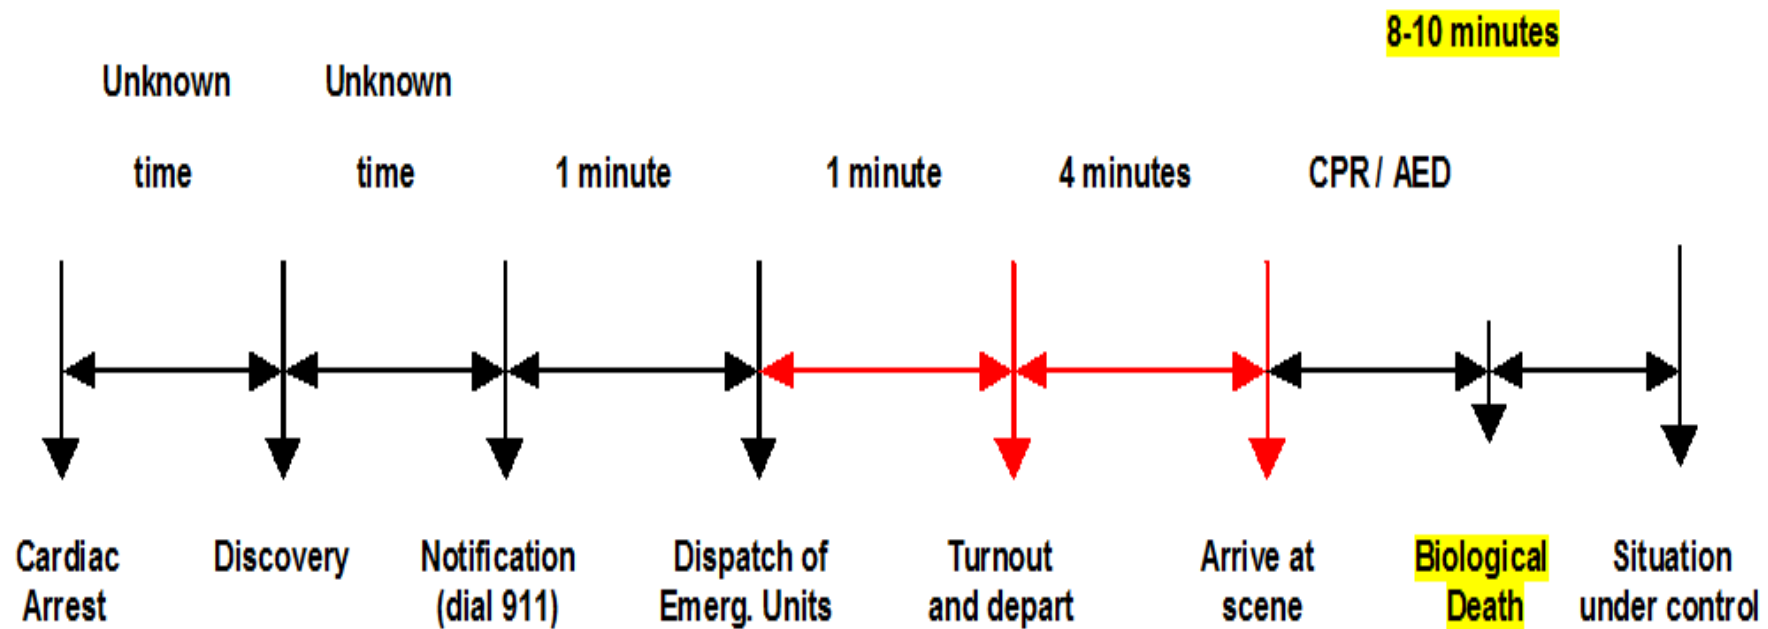 8-10 minutes
Unknown
time
Unknown
time
1 minute
1 minute
4 minutes
CPR / AED
Cardiac
Arrest
Discovery
Notification
(dial 911)
Dispatch of
Emerg. Units
Turnout
and depart
Arrive at
scene
Biological
Death
Situation
under control